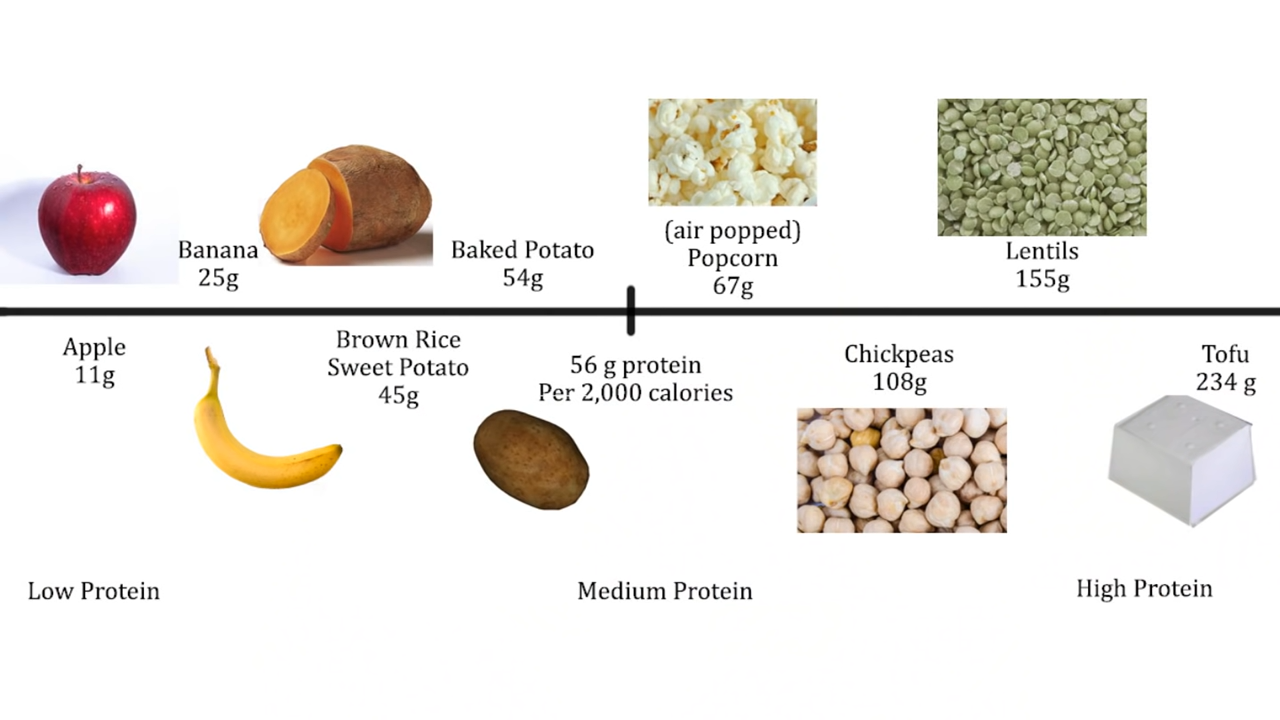 Banana
25g
Baked Potato
54g
(air popped)
Popcorn
67g
Lentils
155g
Apple
11g
Brown Rice
Sweet Potato
45g
56 g protein
Per 2,000 calories
Chickpeas
108g
Tofu
234 g
Low Protein
Medium Protein
High Protein